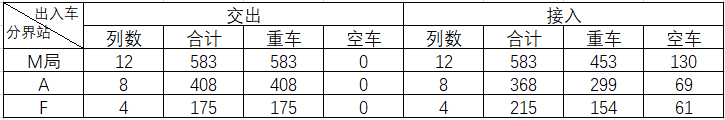 出入车 交出 接入
分界站 列数 合计 重车 空车 列数 合计 重车 空车
M局 12 583 583 0 12 583 453 130
A 8 408 408 0 8 368 299 69
F 4 175 175 0 4 215 154 61